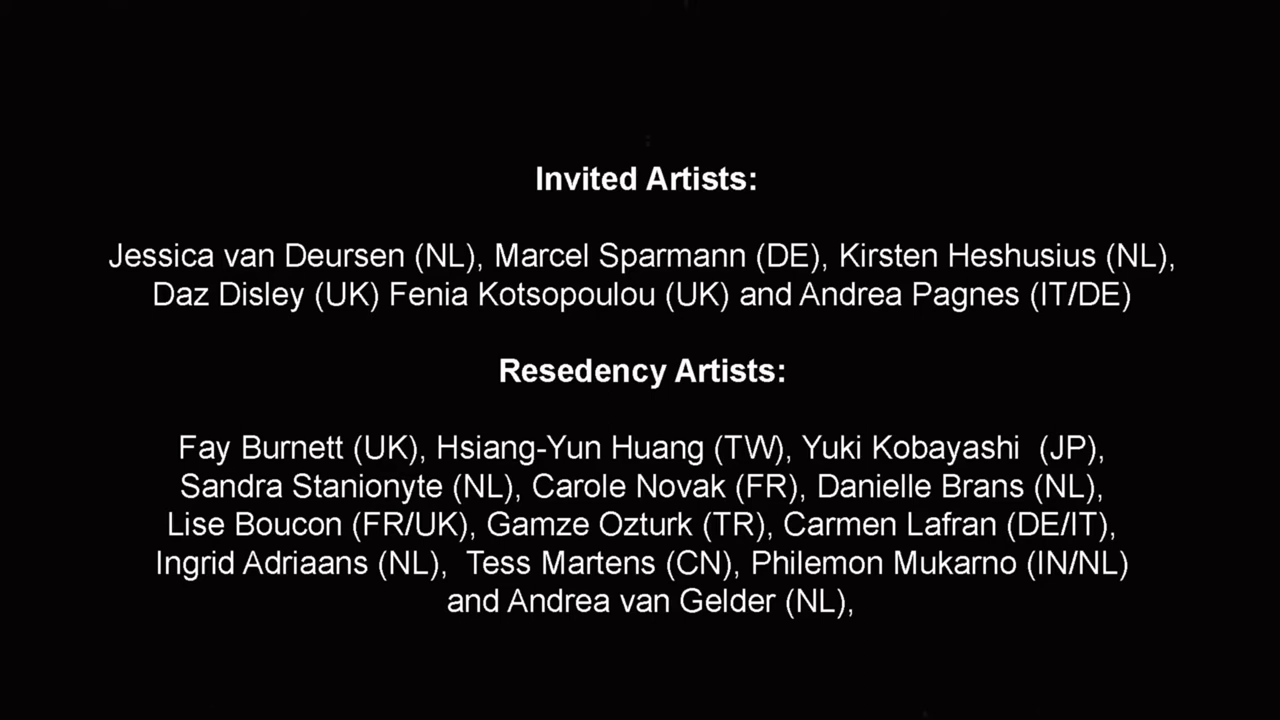 Invited Artists:
Jessica van Deursen (NL), Marcel Sparmann (DE), Kirsten Heshusius (NL),
Daz Disley (UK) Fenia Kotsopoulou (UK) and Andrea Pagnes (IT/DE)
Resedency Artists:
Fay Burnett (UK), Hsiang-Yun Huang (TW), Yuki Kobayashi  (JP),
Sandra Stanionyte (NL), Carole Novak (FR), Danielle Brans (NL),
Lise Boucon (FR/UK), Gamze Ozturk (TR), Carmen Lafran (DE/IT),
Ingrid Adriaans (NL),  Tess Martens (CN), Philemon Mukarno (IN/NL)
and Andrea van Gelder (NL),